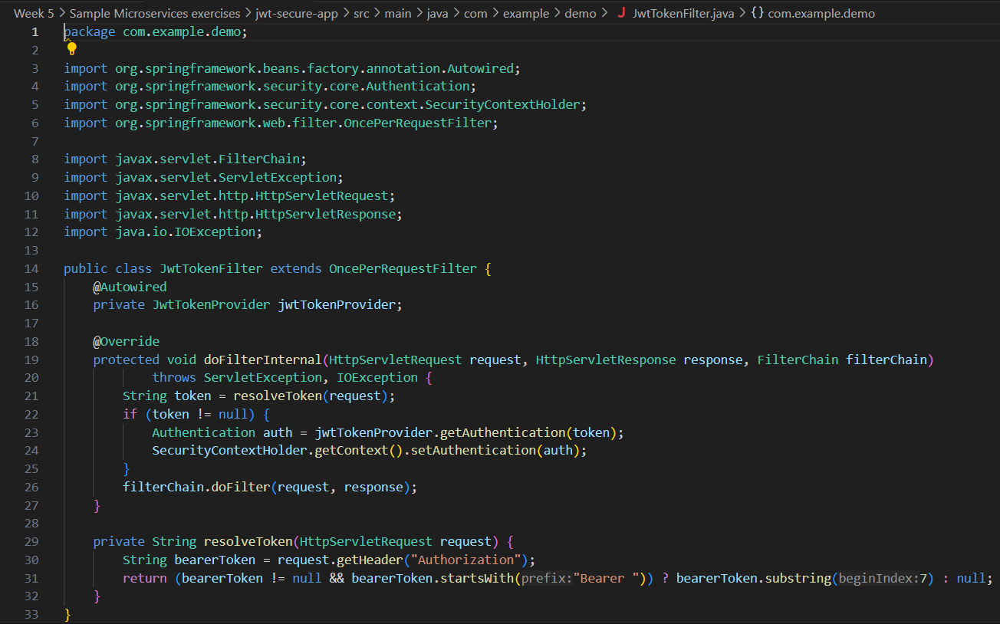 Week 5 > Sample Microservices exercises > jwt-secure-app > src > main > java > com > example > demo > J JwtTokenFilter.java > {} com.example.demo
1 package com.example.demo;
2
3 import org.springframework.beans.factory.annotation.Autowired;
4 import org.springframework.security.core.Authentication;
5 import org.springframework.security.core.context.SecurityContextHolder;
6 import org.springframework.web.filter.OncePerRequestFilter;
7
8 import javax.servlet.FilterChain;
9 import javax.servlet.ServletException;
10 import javax.servlet.http.HttpServletRequest;
11 import javax.servlet.http.HttpServletResponse;
12 import java.io.IOException;
13
14 public class JwtTokenFilter extends OncePerRequestFilter {
15     @Autowired
16     private JwtTokenProvider jwtTokenProvider;
17
18     @Override
19     protected void doFilterInternal(HttpServletRequest request, HttpServletResponse response, FilterChain filterChain)
20             throws ServletException, IOException {
21         String token = resolveToken(request);
22         if (token != null) {
23             Authentication auth = jwtTokenProvider.getAuthentication(token);
24             SecurityContextHolder.getContext().setAuthentication(auth);
25         }
26         filterChain.doFilter(request, response);
27     }
28
29     private String resolveToken(HttpServletRequest request) {
30         String bearerToken = request.getHeader("Authorization");
31         return (bearerToken != null && bearerToken.startsWith(prefix:"Bearer ")) ? bearerToken.substring(beginIndex:7) : null;
32     }
33 }